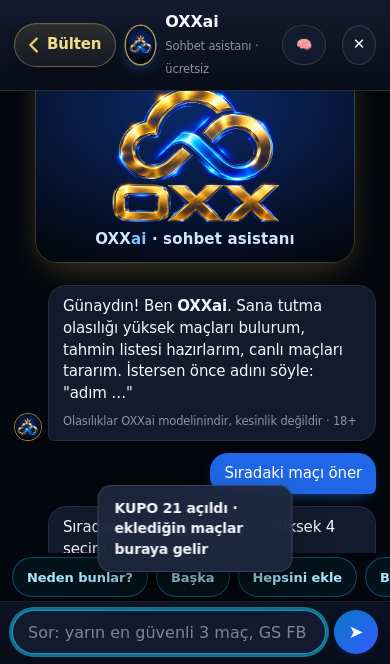 OXXai
Bülten
Sohbet asistanı ·
ücretsiz
OXX
OXXai · sohbet asistanı
Günaydın! Ben OXXai. Sana tutma
olasılığı yüksek maçları bulurum,
tahmin listesi hazırlarım, canlı maçları
tararım. İstersen önce adını söyle:
"adım ..."
Olasılıklar OXXai modelinindir, kesinlik değildir · 18+
Sıradaki maçı öner
KUPO 21 açıldı ·
eklediğin maçlar
buraya gelir
4
Neden bunlar?
Başka
Hepsini ekle
Sor: yarın en güvenli 3 maç, GS FB